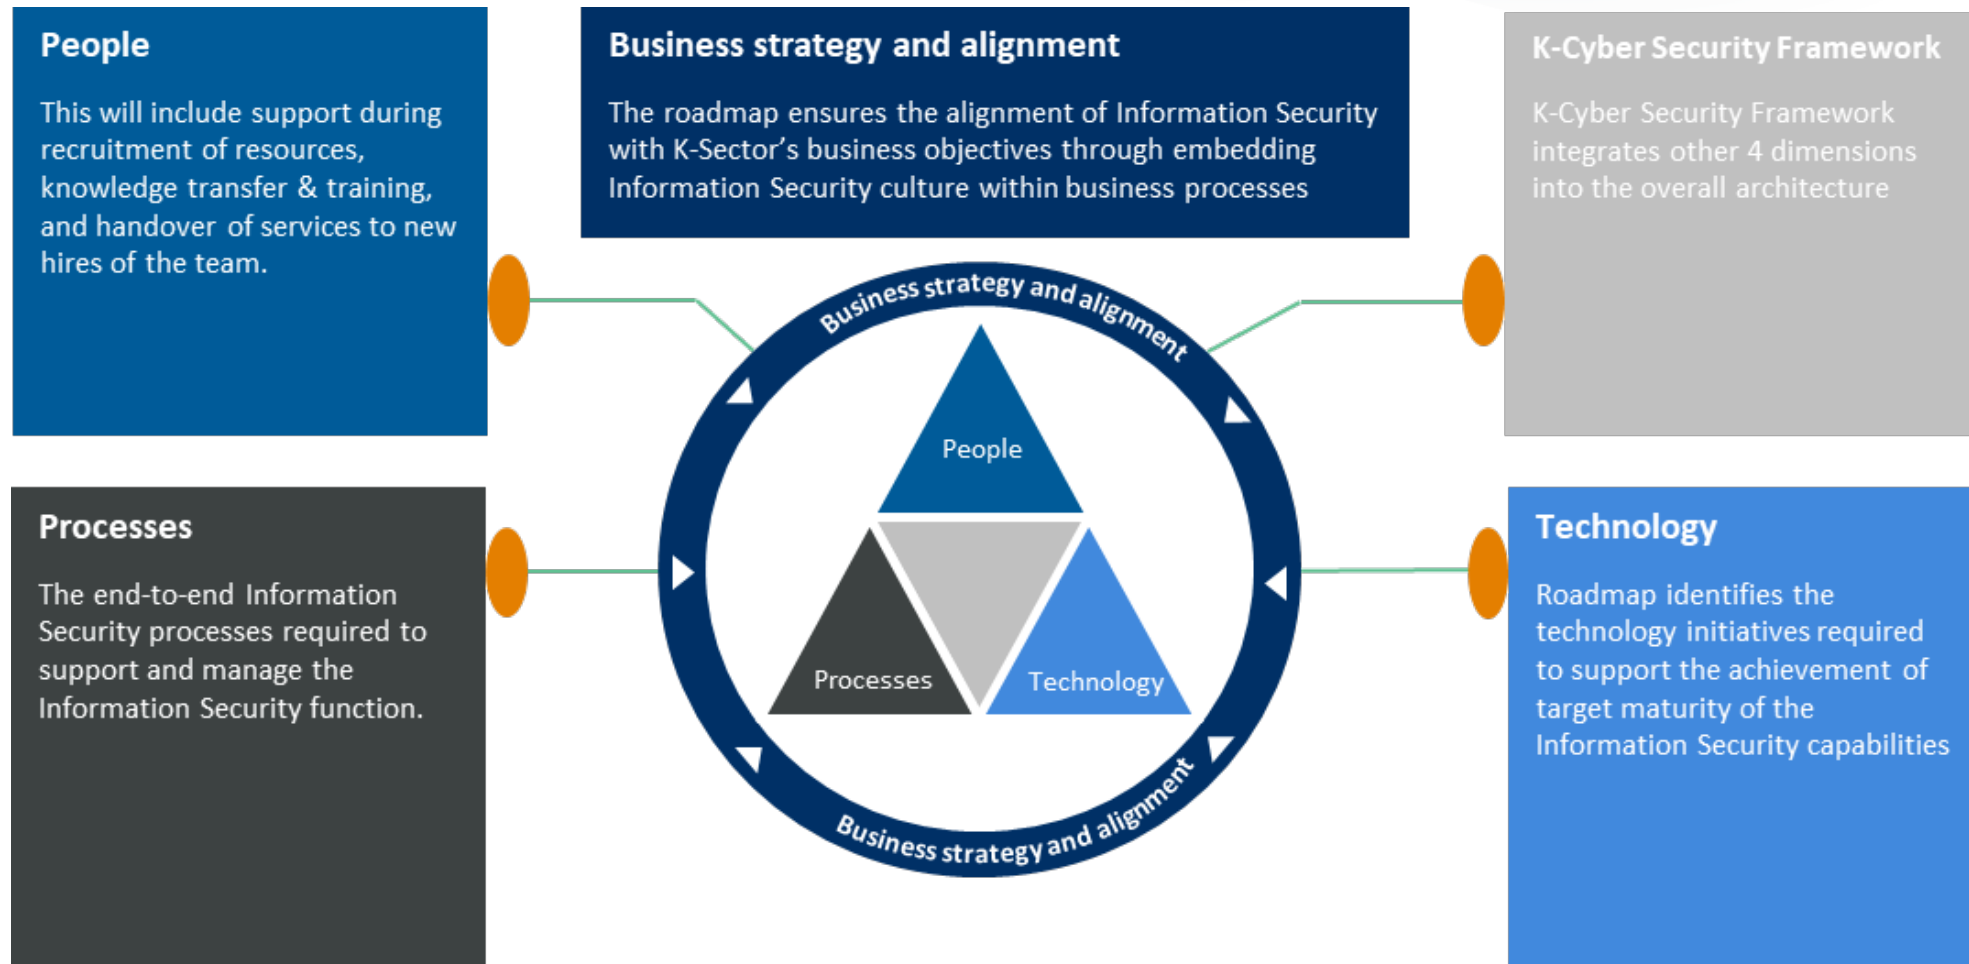 People
This will include support during
recruitment of resources,
knowledge transfer & training,
and handover of services to new
hires of the team.
Business strategy and alignment
The roadmap ensures the alignment of Information Security
with K-Sector’s business objectives through embedding
Information Security culture within business processes
K-Cyber Security Framework
K-Cyber Security Framework
integrates other 4 dimensions
into the overall architecture
Business strategy and alignment
People
Processes
Technology
Business strategy and alignment
Processes
The end-to-end Information
Security processes required to
support and manage the
Information Security function.
Technology
Roadmap identifies the
technology initiatives required
to support the achievement of
target maturity of the
Information Security capabilities